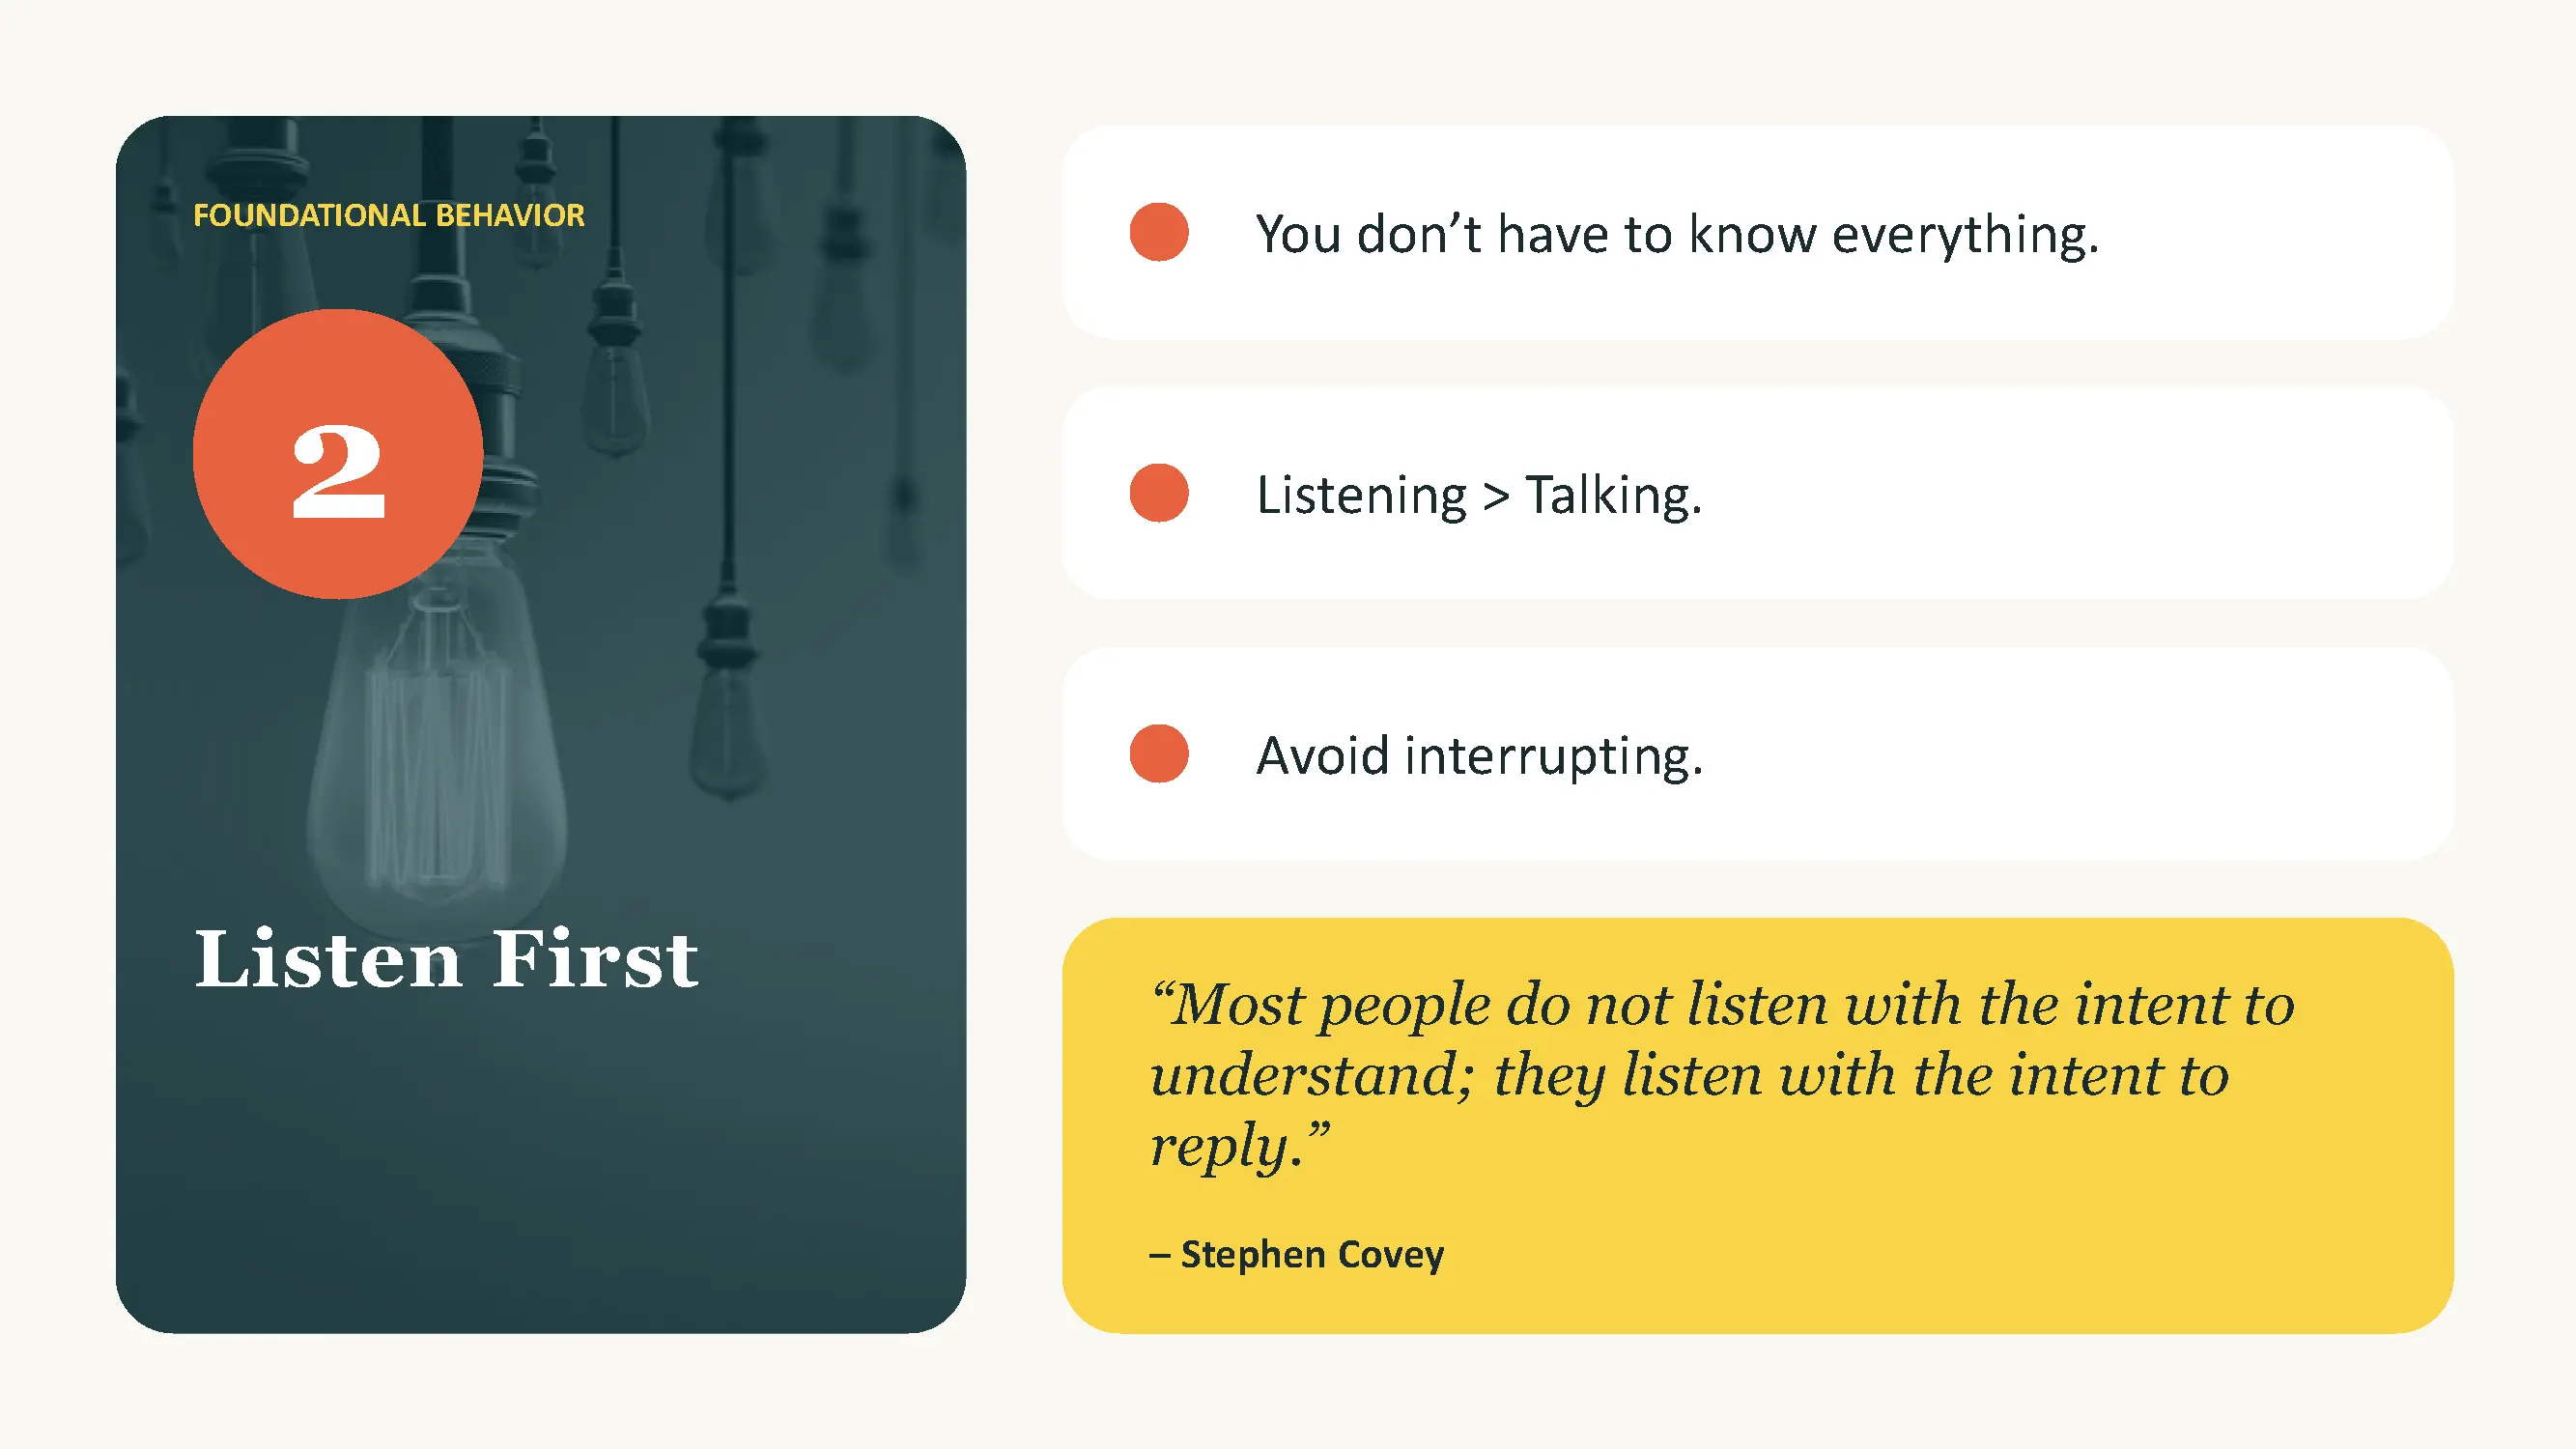 FOUNDATIONAL BEHAVIOR
2
Listen First
You don’t have to know everything.
Listening > Talking.
Avoid interrupting.
“Most people do not listen with the intent to
understand; they listen with the intent to
reply.”
– Stephen Covey